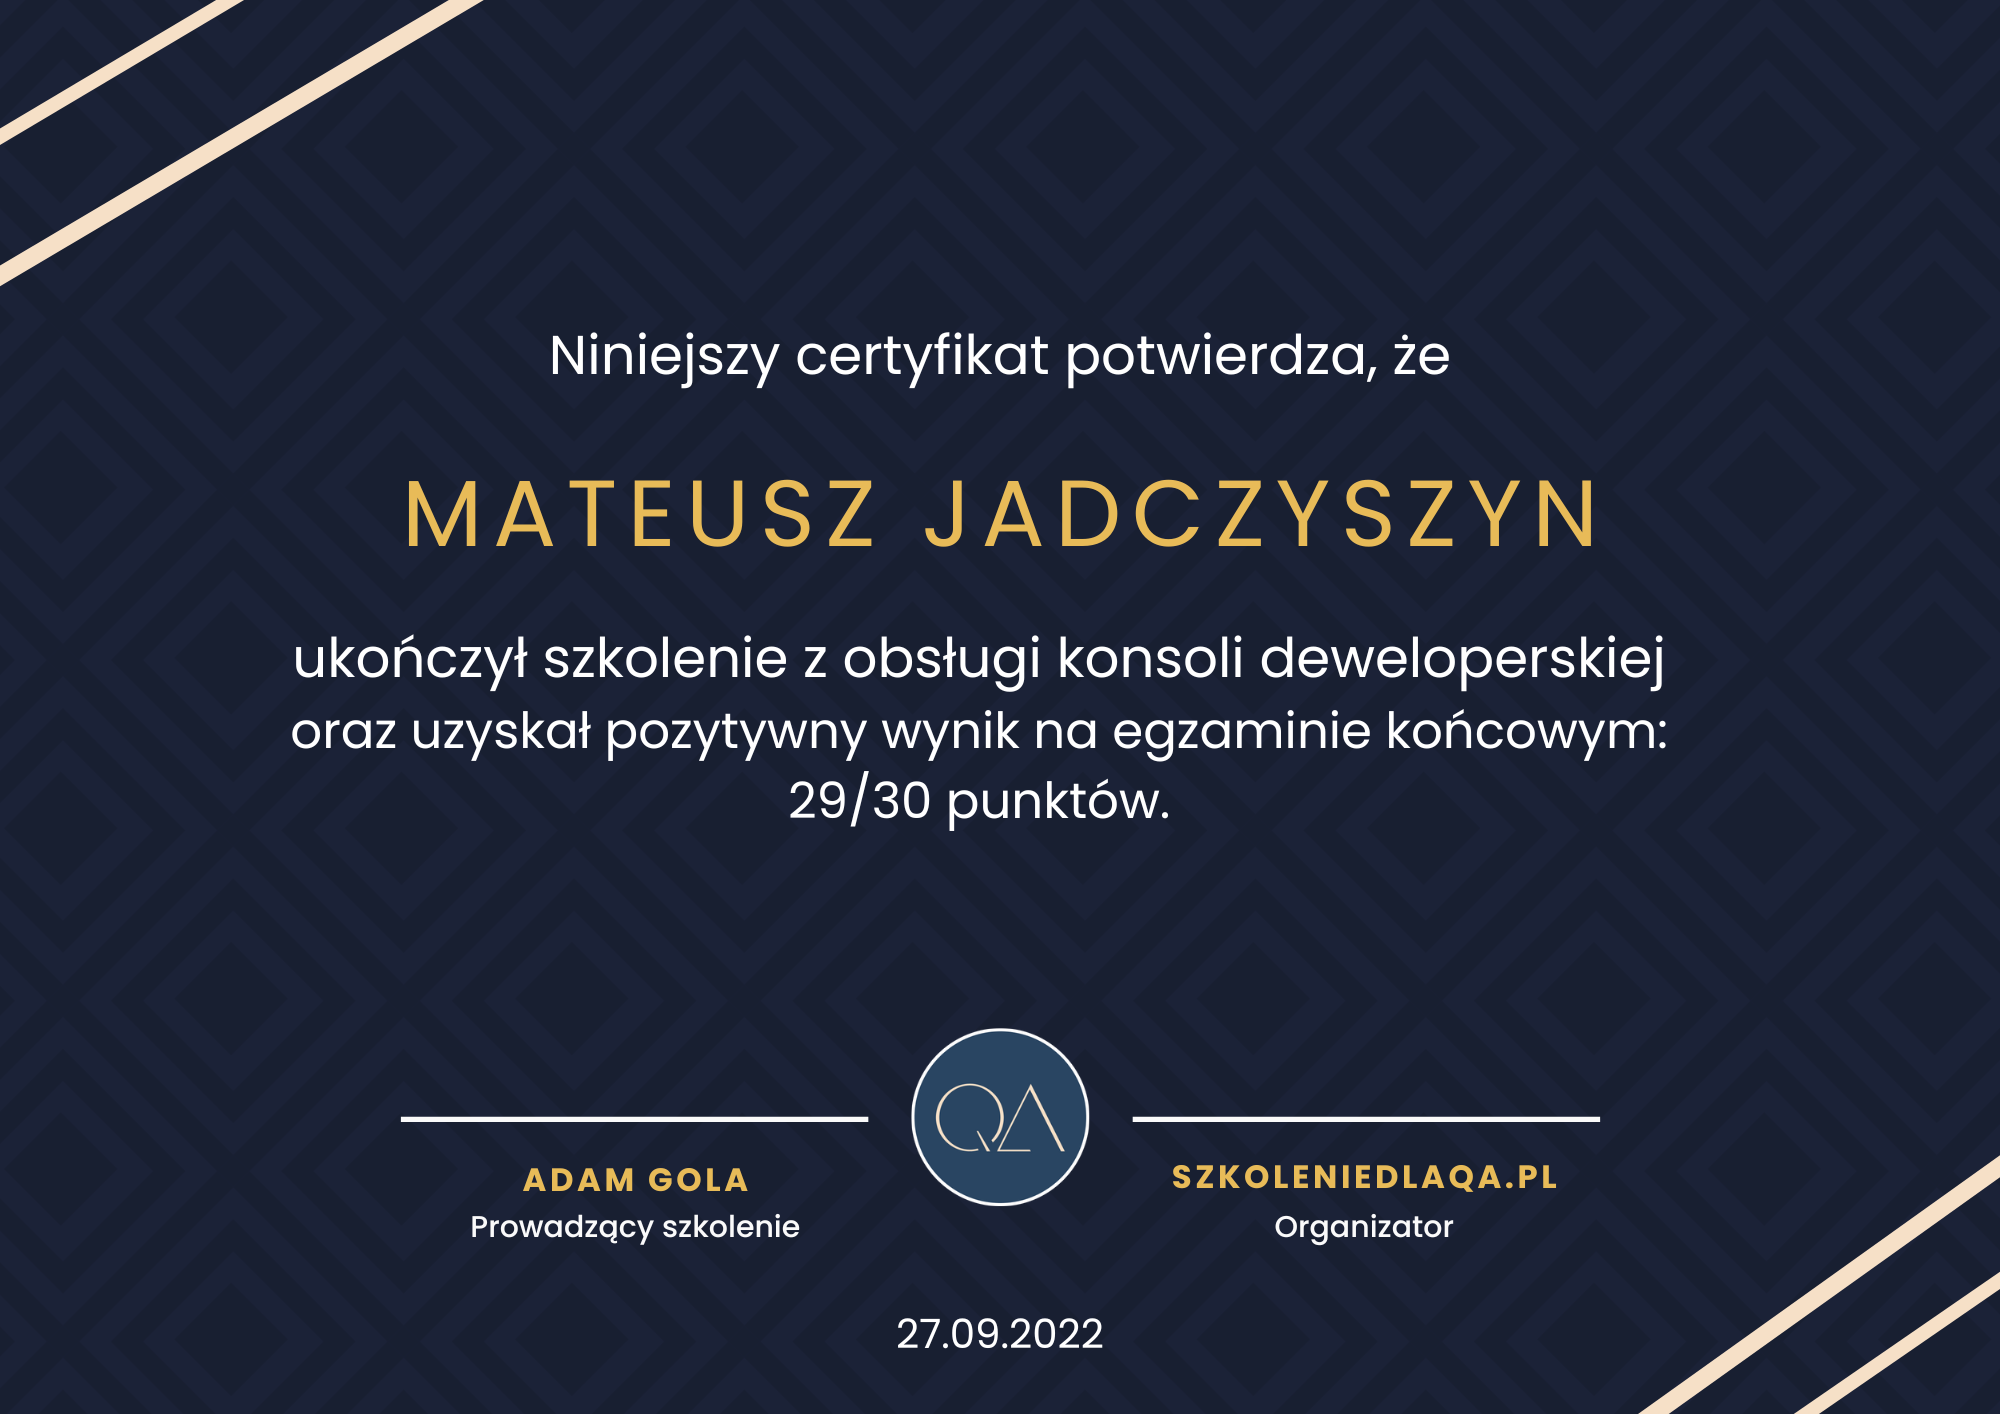 Niniejszy certyfikat potwierdza, że
MATEUSZ JADCZYSZYN
ukończył szkolenie z obsługi konsoli deweloperskiej
oraz uzyskał pozytywny wynik na egzaminie końcowym:
29/30 punktów.
QA
ADAM GOLA
Prowadzący szkolenie
SZKOLENIEDLAQA.PL
Organizator
27.09.2022